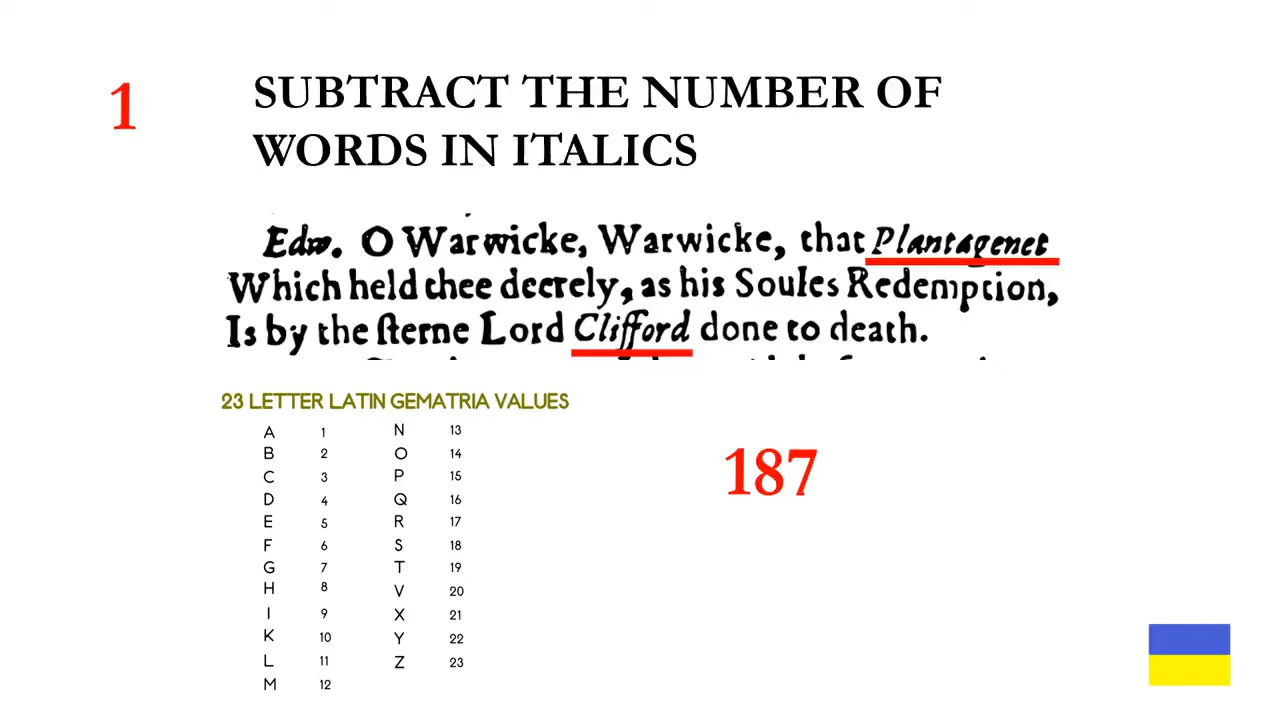 1
SUBTRACT THE NUMBER OF
WORDS IN ITALICS
Edw. O Warwicke, Warwicke, that Plantagenet
Which held thee deerely, as his Soules Redemption,
Is by the ſterne Lord Clifford done to death.
23 LETTER LATIN GEMATRIA VALUES
A 1 N 13
B 2 O 14
C 3 P 15
D 4 Q 16
E 5 R 17
F 6 S 18
G 7 T 19
H 8 V 20
I 9 X 21
K 10 Y 22
L 11 Z 23
M 12
187